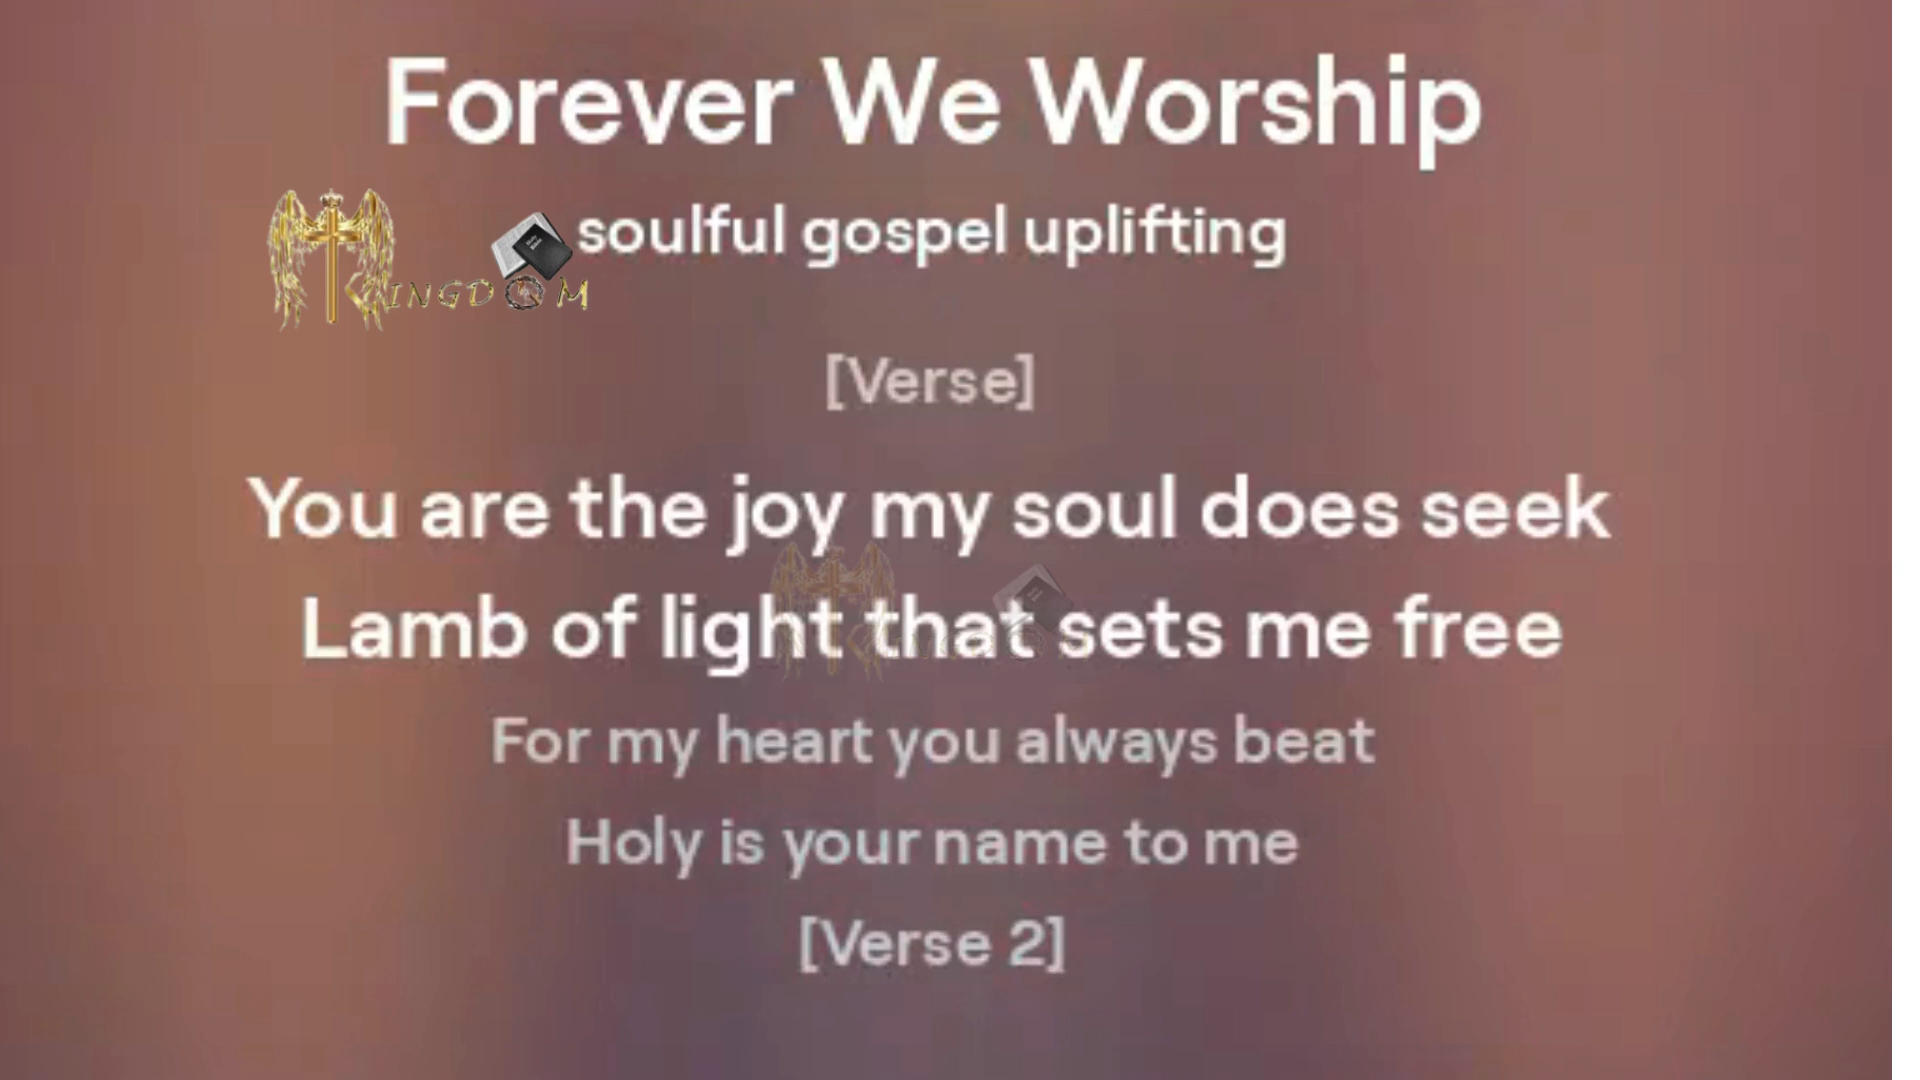 Forever We Worship
soulful gospel uplifting
KINGDOM
[Verse]
You are the joy my soul does seek
Lamb of light that sets me free
For my heart you always beat
Holy is your name to me
[Verse 2]